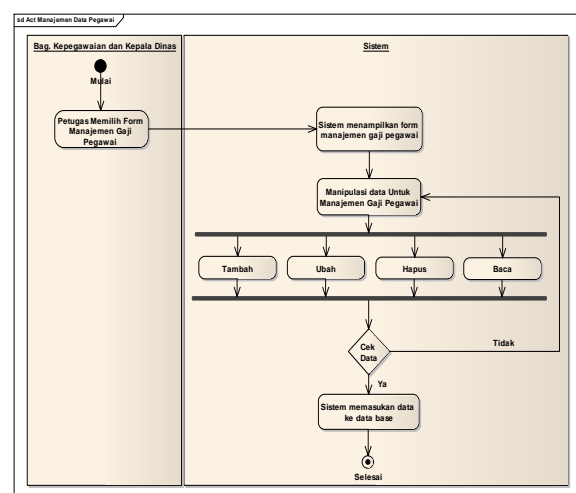 sd Act Manajemen Data Pegawai
Bag. Kepegawaian dan Kepala Dinas
Sistem
Mulai
Petugas Memilih Form
Manajemen Gaji
Pegawai
Sistem menampilkan form
manajemen gaji pegawai
Manipulasi data Untuk
Manajemen Gaji Pegawai
Tambah
Ubah
Hapus
Baca
Cek
Data
Tidak
Ya
Sistem memasukan data
ke data base
Selesai